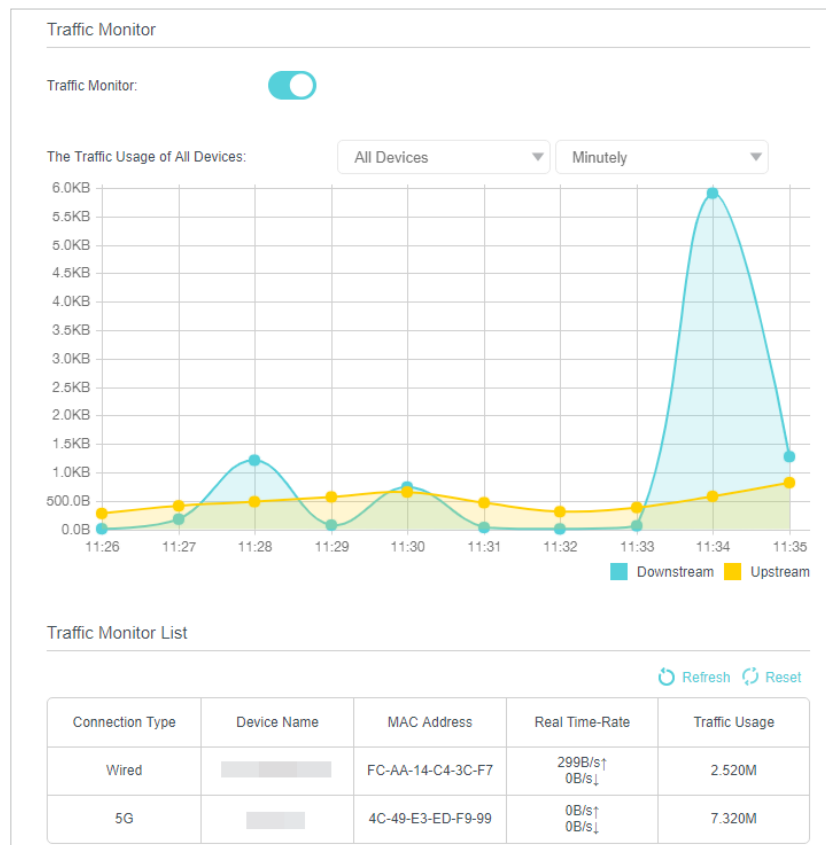 Traffic Monitor
Traffic Monitor:
The Traffic Usage of All Devices: All Devices Minutely
6.0KB
5.5KB
5.0KB
4.5KB
4.0KB
3.5KB
3.0KB
2.5KB
2.0KB
1.5KB
1.0KB
500.0B
0.0B
11:26 11:27 11:28 11:29 11:30 11:31 11:32 11:33 11:34 11:35
Downstream Upstream
Traffic Monitor List
Refresh Reset
Connection Type Device Name MAC Address Real Time-Rate Traffic Usage
Wired FC-AA-14-C4-3C-F7 299B/s↑ 2.520M
0B/s↓
5G 4C-49-E3-ED-F9-99 0B/s↑ 7.320M
0B/s↓